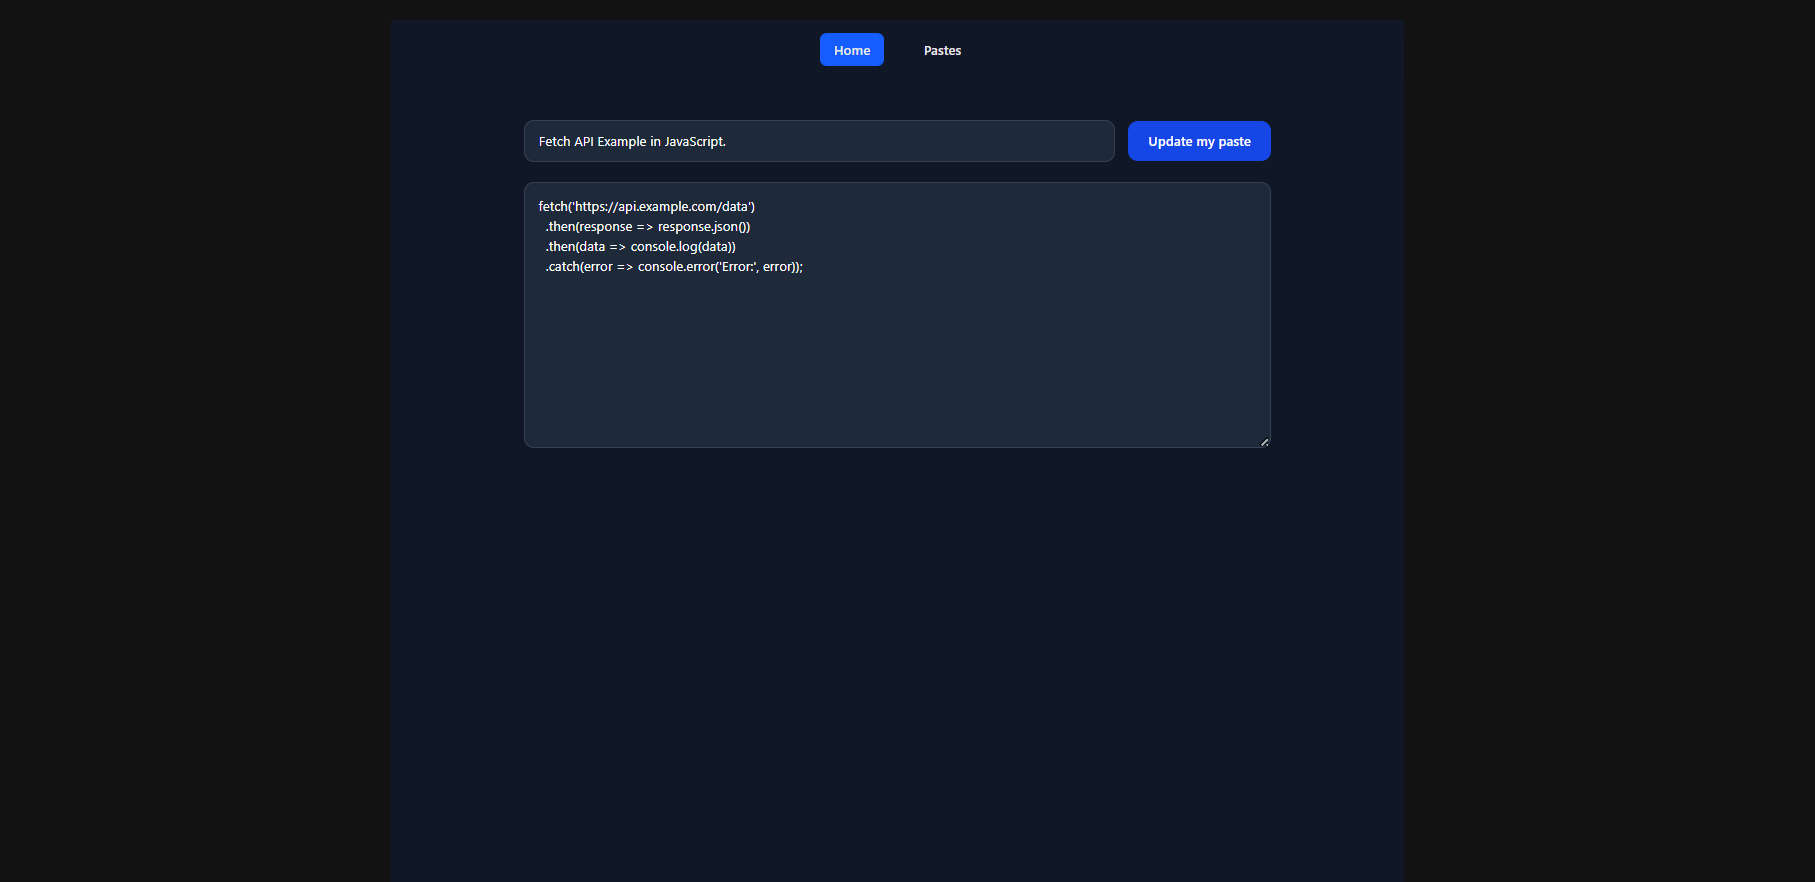 Home
Pastes
Fetch API Example in JavaScript.
Update my paste
fetch('https://api.example.com/data')
  .then(response => response.json())
  .then(data => console.log(data))
  .catch(error => console.error('Error:', error));